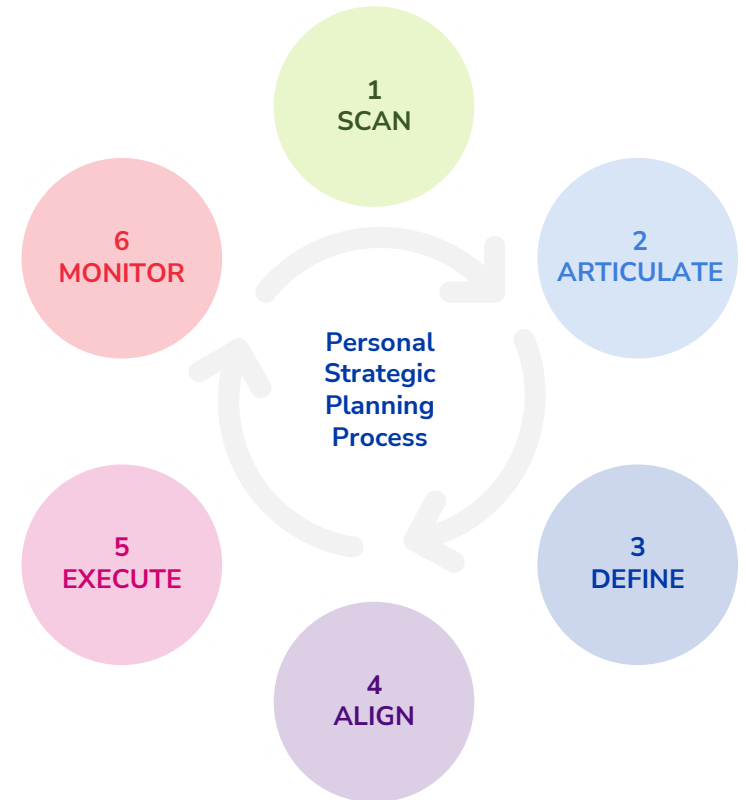 1
SCAN
2
ARTICULATE
3
DEFINE
4
ALIGN
5
EXECUTE
6
MONITOR
Personal
Strategic
Planning
Process